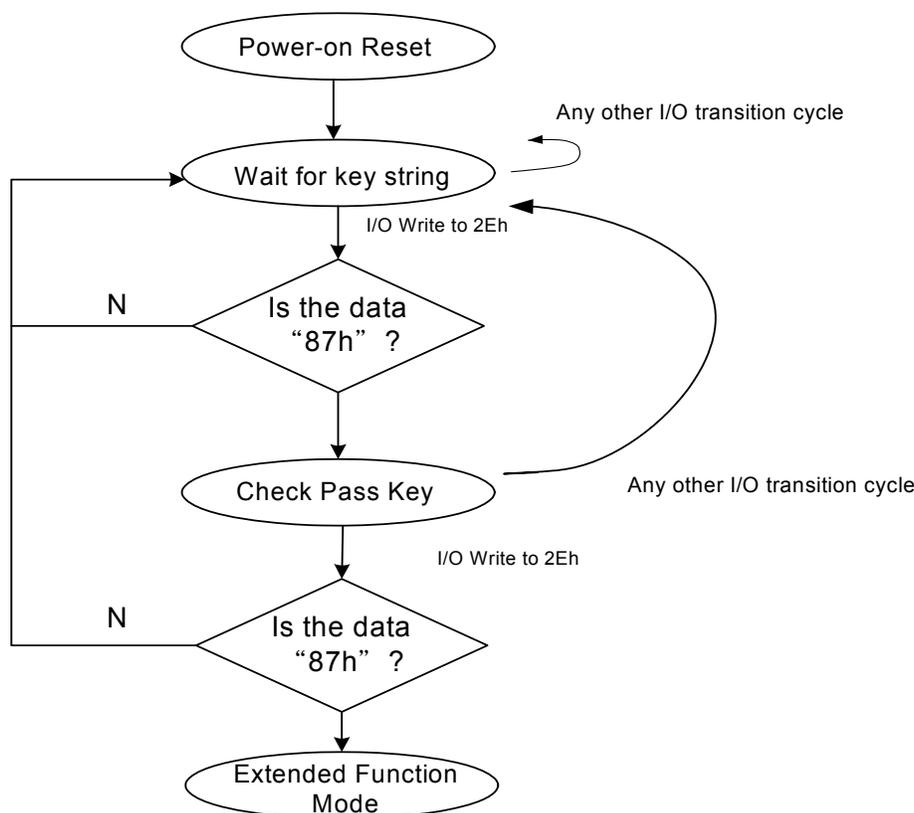 Power-on Reset
Any other I/O transition cycle
Wait for key string
I/O Write to 2Eh
N
Is the data
“87h” ?
Check Pass Key
Any other I/O transition cycle
I/O Write to 2Eh
N
Is the data
“87h” ?
Extended Function
Mode